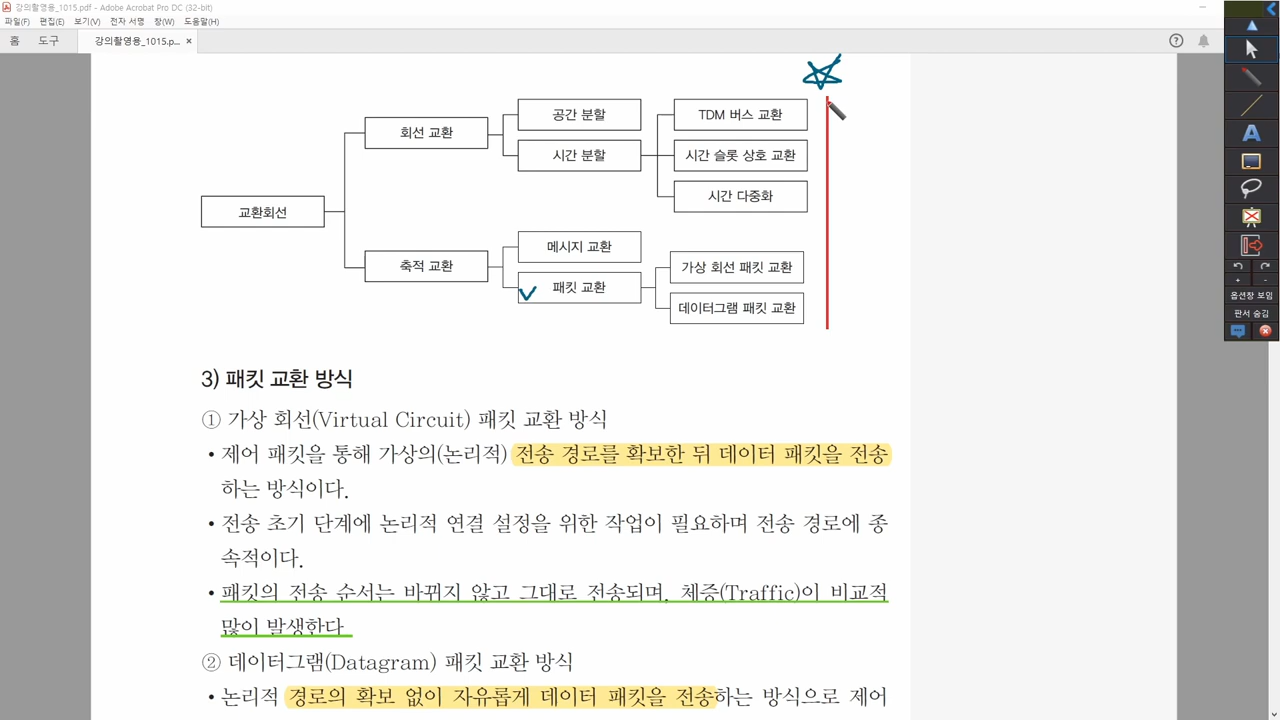 강의촬영용_1015.pdf - Adobe Acrobat Pro DC (32-bit)
파일(F) 편집(E) 보기(V) 전자 서명 창(W) 도움말(H)
홈 도구 강의촬영용_1015.p... ×
회선 교환
공간 분할
시간 분할
TDM 버스 교환
시간 슬롯 상호 교환
시간 다중화
교환회선
축적 교환
메시지 교환
패킷 교환
가상 회선 패킷 교환
데이터그램 패킷 교환
3) 패킷 교환 방식
① 가상 회선(Virtual Circuit) 패킷 교환 방식
• 제어 패킷을 통해 가상의(논리적) 전송 경로를 확보한 뒤 데이터 패킷을 전송
하는 방식이다.
• 전송 초기 단계에 논리적 연결 설정을 위한 작업이 필요하며 전송 경로에 종
속적이다.
• 패킷의 전송 순서는 바뀌지 않고 그대로 전송되며, 체증(Traffic)이 비교적
많이 발생한다
② 데이터그램(Datagram) 패킷 교환 방식
• 논리적 경로의 확보 없이 자유롭게 데이터 패킷을 전송하는 방식으로 제어
옵션창 보임
판서 숨김